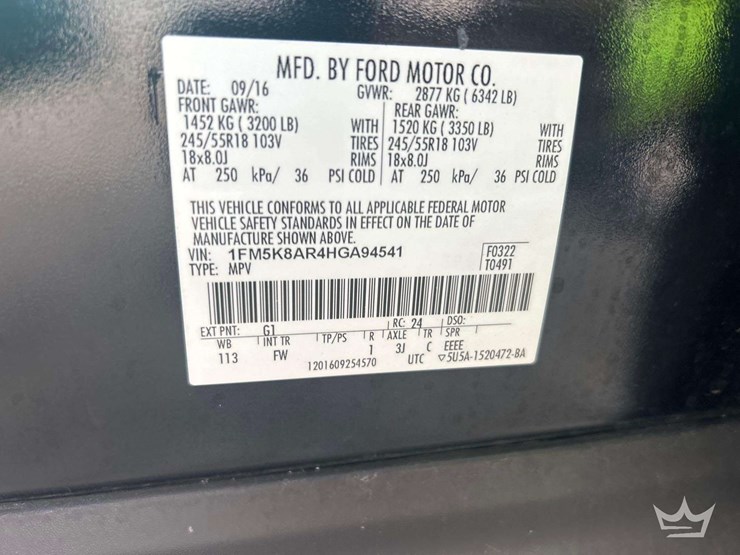 MFD. BY FORD MOTOR CO.
DATE: 09/16 GVWR: 2877 KG ( 6342 LB)
FRONT GAWR: REAR GAWR:
1452 KG ( 3200 LB) WITH 1520 KG ( 3350 LB) WITH
245/55R18 103V TIRES 245/55R18 103V TIRES
18x8.0J RIMS 18x8.0J RIMS
AT 250 kPa/ 36 PSI COLD AT 250 kPa/ 36 PSI COLD
THIS VEHICLE CONFORMS TO ALL APPLICABLE FEDERAL MOTOR
VEHICLE SAFETY STANDARDS IN EFFECT ON THE DATE OF
MANUFACTURE SHOWN ABOVE.
VIN: 1FM5K8AR4HGA94541 F0322
TYPE: MPV T0491
EXT PNT: G1 RC: 24 DSO:
WB INT TR TP/PS R AXLE TR SPR
113 FW 1 3J C EEEE
1201609254570 UTC ▽5U5A-1520472-BA